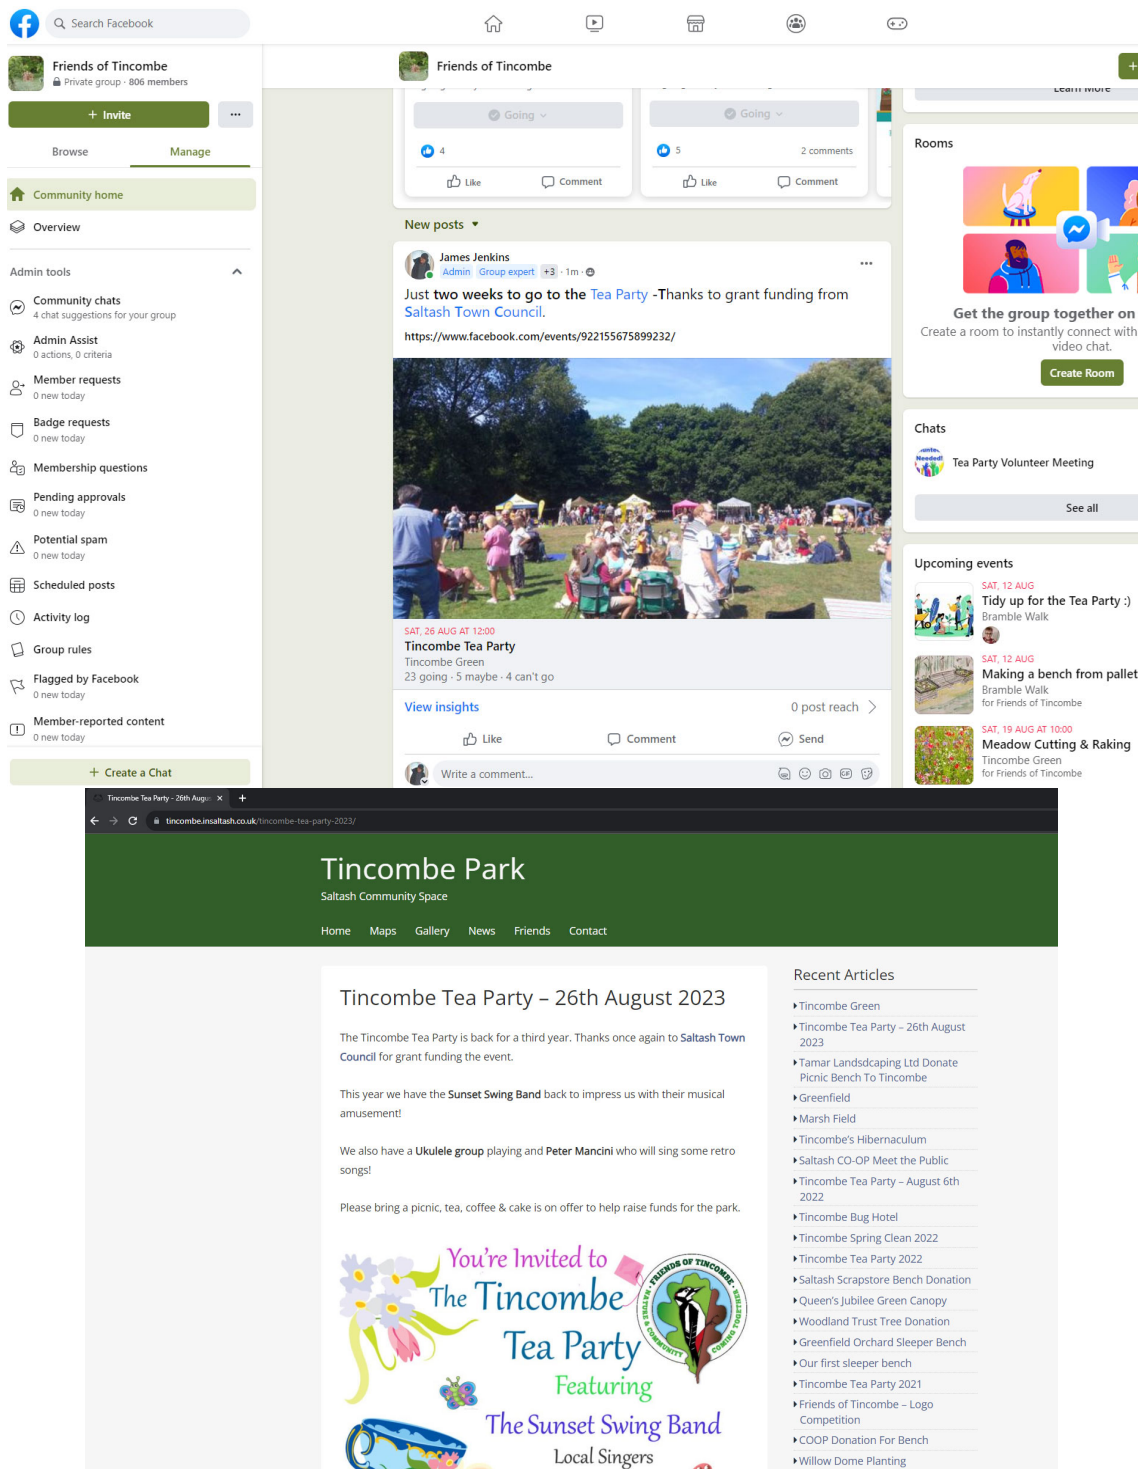 Search Facebook
Friends of Tincombe
Private group · 806 members
+ Invite
Browse
Manage
Community home
Overview
Admin tools
Community chats
4 chat suggestions for your group
Admin Assist
0 actions, 0 criteria
Member requests
0 new today
Badge requests
0 new today
Membership questions
Pending approvals
0 new today
Potential spam
0 new today
Scheduled posts
Activity log
Group rules
Flagged by Facebook
0 new today
Member-reported content
0 new today
+ Create a Chat
Friends of Tincombe
Going
4
Like Comment
Going
5 2 comments
Like Comment
New posts
James Jenkins
Admin Group expert +3 · 1m ·
Just two weeks to go to the Tea Party -Thanks to grant funding from
Saltash Town Council.
https://www.facebook.com/events/922155675899232/
SAT, 26 AUG AT 12:00
Tincombe Tea Party
Tincombe Green
23 going · 5 maybe · 4 can't go
View insights 0 post reach
Like Comment Send
Write a comment...
GIF
+
Learn More
Rooms
Get the group together on
Create a room to instantly connect with
video chat.
Create Room
Chats
Needed!
Tea Party Volunteer Meeting
See all
Upcoming events
SAT, 12 AUG
Tidy up for the Tea Party :)
Bramble Walk
SAT, 12 AUG
Making a bench from pallet
Bramble Walk
for Friends of Tincombe
SAT, 19 AUG AT 10:00
Meadow Cutting & Raking
Tincombe Green
for Friends of Tincombe
Tincombe Tea Party - 26th Augu
tincombe.insaltash.co.uk/tincombe-tea-party-2023/
Tincombe Park
Saltash Community Space
Home Maps Gallery News Friends Contact
Tincombe Tea Party – 26th August 2023
The Tincombe Tea Party is back for a third year. Thanks once again to Saltash Town
Council for grant funding the event.
This year we have the Sunset Swing Band back to impress us with their musical
amusement!
We also have a Ukulele group playing and Peter Mancini who will sing some retro
songs!
Please bring a picnic, tea, coffee & cake is on offer to help raise funds for the park.
You're Invited to
The Tincombe
Tea Party
Featuring
The Sunset Swing Band
Local Singers
FRIENDS OF TINCOMBE
NATURE & COMMUNITY COMING TOGETHER
Recent Articles
Tincombe Green
Tincombe Tea Party – 26th August
2023
Tamar Landsdcaping Ltd Donate
Picnic Bench To Tincombe
Greenfield
Marsh Field
Tincombe's Hibernaculum
Saltash CO-OP Meet the Public
Tincombe Tea Party – August 6th
2022
Tincombe Bug Hotel
Tincombe Spring Clean 2022
Tincombe Tea Party 2022
Saltash Scrapstore Bench Donation
Queen's Jubilee Green Canopy
Woodland Trust Tree Donation
Greenfield Orchard Sleeper Bench
Our first sleeper bench
Tincombe Tea Party 2021
Friends of Tincombe – Logo
Competition
COOP Donation For Bench
Willow Dome Planting